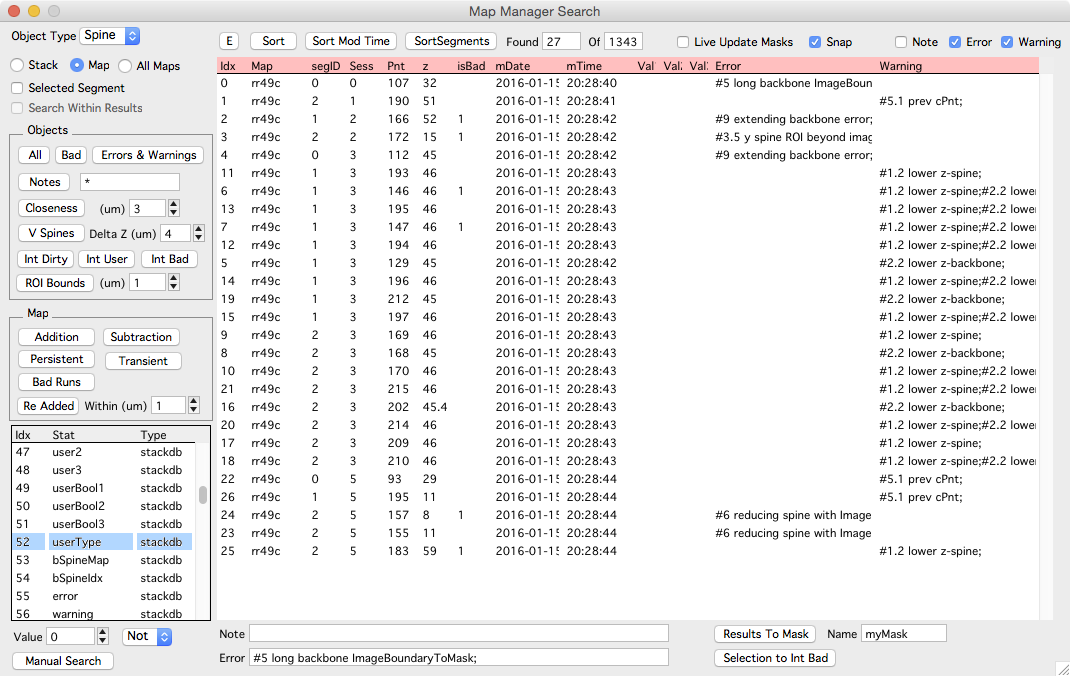 Map Manager Search
Object Type Spine
Stack Map All Maps
Selected Segment
Search Within Results
Objects
All Bad Errors & Warnings
Notes *
Closeness (um) 3
V Spines Delta Z (um) 4
Int Dirty Int User Int Bad
ROI Bounds (um) 1
Map
Addition Subtraction
Persistent Transient
Bad Runs
Re Added Within (um) 1
Idx Stat Type
47 user2 stackdb
48 user3 stackdb
49 userBool1 stackdb
50 userBool2 stackdb
51 userBool3 stackdb
52 userType stackdb
53 bSpineMap stackdb
54 bSpineIdx stackdb
55 error stackdb
56 warning stackdb
Value 0 Not
Manual Search
E Sort Sort Mod Time SortSegments Found 27 Of 1343 Live Update Masks Snap Note Error Warning
Idx Map segID Sess Pnt z isBad mDate mTime Val Val Val Error Warning
0 rr49c 0 0 107 32 2016-01-15 20:28:40 #5 long backbone ImageBoun
1 rr49c 2 1 190 51 2016-01-15 20:28:41 #5.1 prev cPnt;
2 rr49c 1 2 166 52 1 2016-01-15 20:28:42 #9 extending backbone error;
3 rr49c 2 2 172 15 1 2016-01-15 20:28:42 #3.5 y spine ROI beyond imag
4 rr49c 0 3 112 45 2016-01-15 20:28:42 #9 extending backbone error;
11 rr49c 1 3 193 46 2016-01-15 20:28:43 #1.2 lower z-spine;
6 rr49c 1 3 146 46 1 2016-01-15 20:28:43 #1.2 lower z-spine;#2.2 lower
13 rr49c 1 3 195 46 2016-01-15 20:28:43 #1.2 lower z-spine;#2.2 lower
7 rr49c 1 3 147 46 1 2016-01-15 20:28:43 #1.2 lower z-spine;#2.2 lower
12 rr49c 1 3 194 46 2016-01-15 20:28:43 #1.2 lower z-spine;#2.2 lower
5 rr49c 1 3 129 45 2016-01-15 20:28:42 #2.2 lower z-backbone;
14 rr49c 1 3 196 46 2016-01-15 20:28:43 #1.2 lower z-spine;#2.2 lower
19 rr49c 1 3 212 45 2016-01-15 20:28:43 #2.2 lower z-backbone;
15 rr49c 1 3 197 46 2016-01-15 20:28:43 #1.2 lower z-spine;#2.2 lower
9 rr49c 2 3 169 46 2016-01-15 20:28:43 #1.2 lower z-spine;
8 rr49c 2 3 168 45 2016-01-15 20:28:43 #2.2 lower z-backbone;
10 rr49c 2 3 170 46 2016-01-15 20:28:43 #1.2 lower z-spine;#2.2 lower
21 rr49c 2 3 215 46 2016-01-15 20:28:43 #1.2 lower z-spine;#2.2 lower
16 rr49c 2 3 202 45.4 2016-01-15 20:28:43 #2.2 lower z-backbone;
20 rr49c 2 3 214 46 2016-01-15 20:28:43 #1.2 lower z-spine;#2.2 lower
17 rr49c 2 3 209 46 2016-01-15 20:28:43 #1.2 lower z-spine;
18 rr49c 2 3 210 46 2016-01-15 20:28:43 #1.2 lower z-spine;#2.2 lower
22 rr49c 0 5 93 29 2016-01-15 20:28:44 #5.1 prev cPnt;
26 rr49c 1 5 195 11 2016-01-15 20:28:44 #5.1 prev cPnt;
24 rr49c 2 5 157 8 1 2016-01-15 20:28:44 #6 reducing spine with Image
23 rr49c 2 5 155 11 2016-01-15 20:28:44 #6 reducing spine with Image
25 rr49c 2 5 183 59 1 2016-01-15 20:28:44 #1.2 lower z-spine;
Note Results To Mask Name myMask
Error #5 long backbone ImageBoundaryToMask; Selection to Int Bad